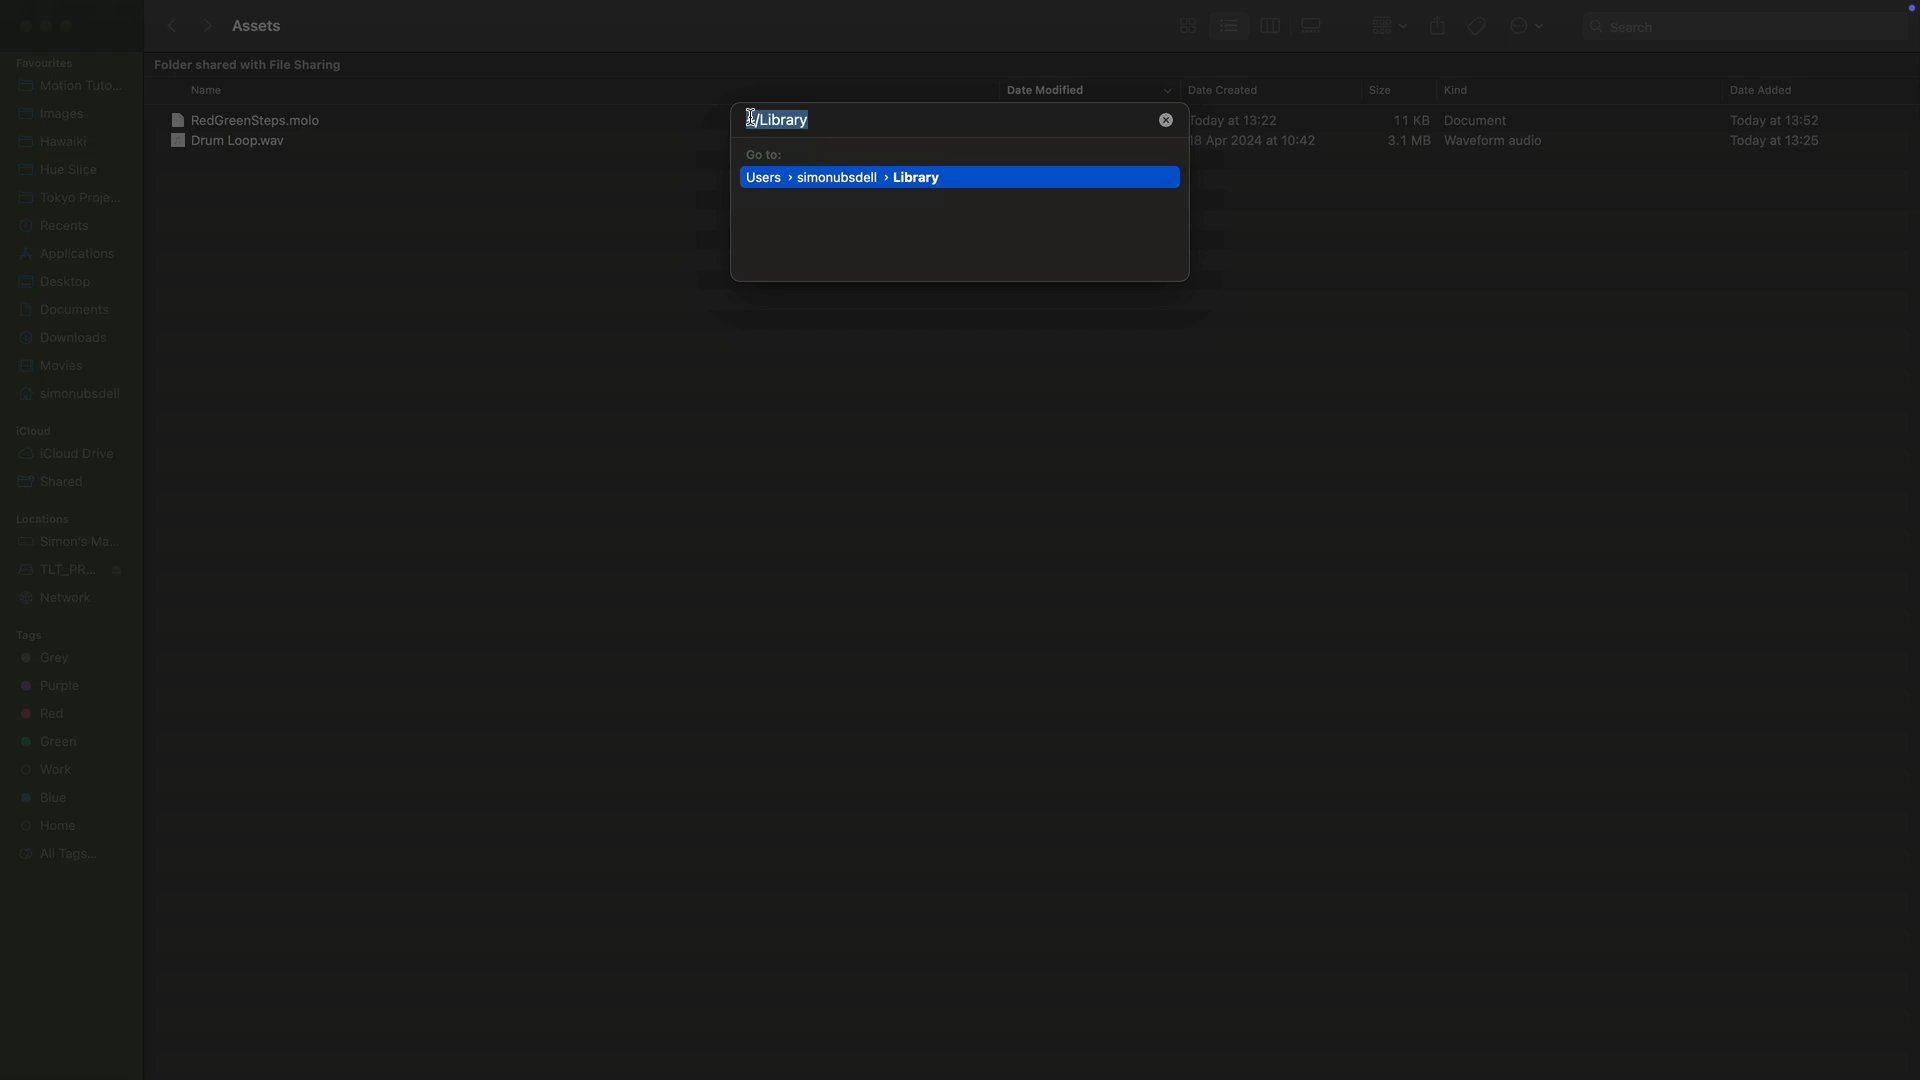 Assets
Search
Favourites
Motion Tuto...
Images
Hawaiki
Hue Slice
Tokyo Proje...
Recents
Applications
Desktop
Documents
Downloads
Movies
simonubsdell
iCloud
iCloud Drive
Shared
Locations
Simon's Ma...
TLT_PR...
Network
Tags
Grey
Purple
Red
Green
Work
Blue
Home
All Tags...
Folder shared with File Sharing
Name Date Modified Date Created Size Kind Date Added
RedGreenSteps.molo Today at 13:22 11 KB Document Today at 13:52
Drum Loop.wav 18 Apr 2024 at 10:42 3.1 MB Waveform audio Today at 13:25
/Library
Go to:
Users › simonubsdell › Library